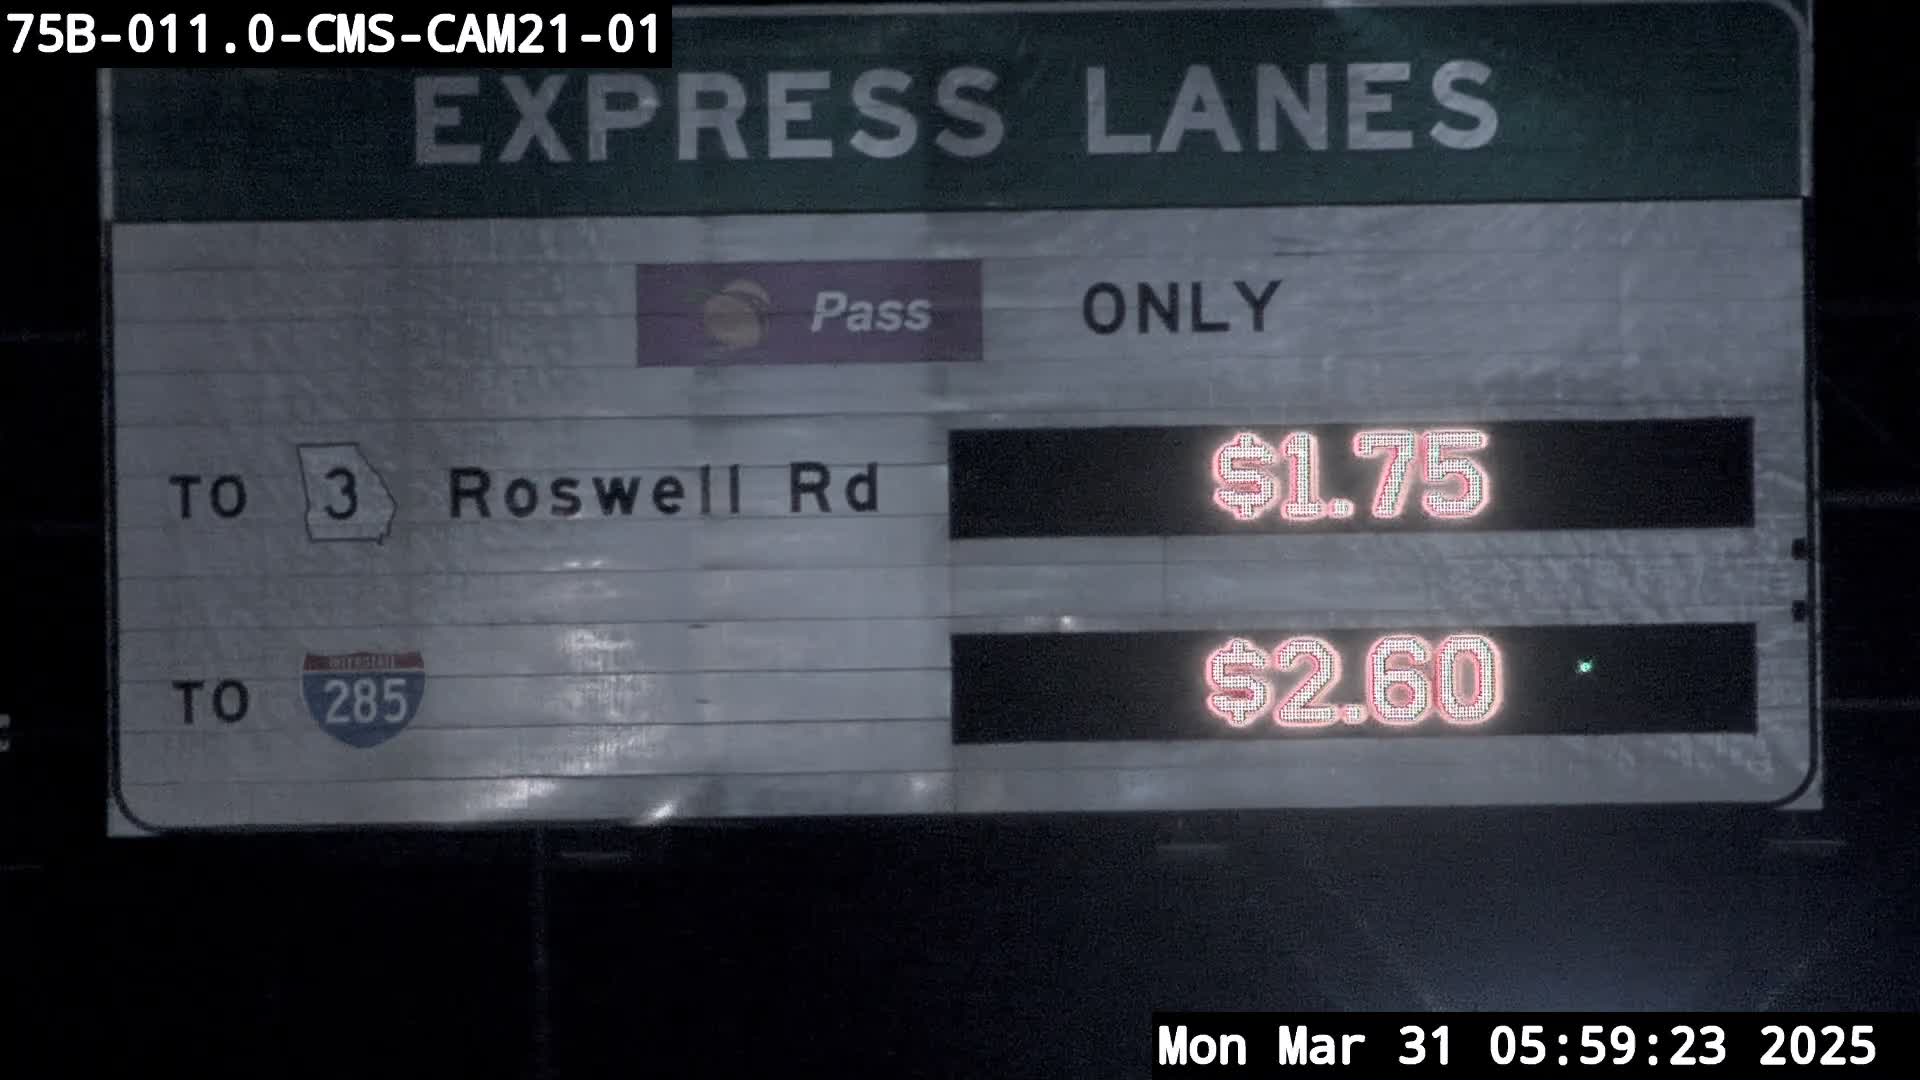 75B-011.0-CMS-CAM21-01
EXPRESS LANES
Pass ONLY
TO 3 Roswell Rd $1.75
INTERSTATE
TO 285 $2.60
Mon Mar 31 05:59:23 2025